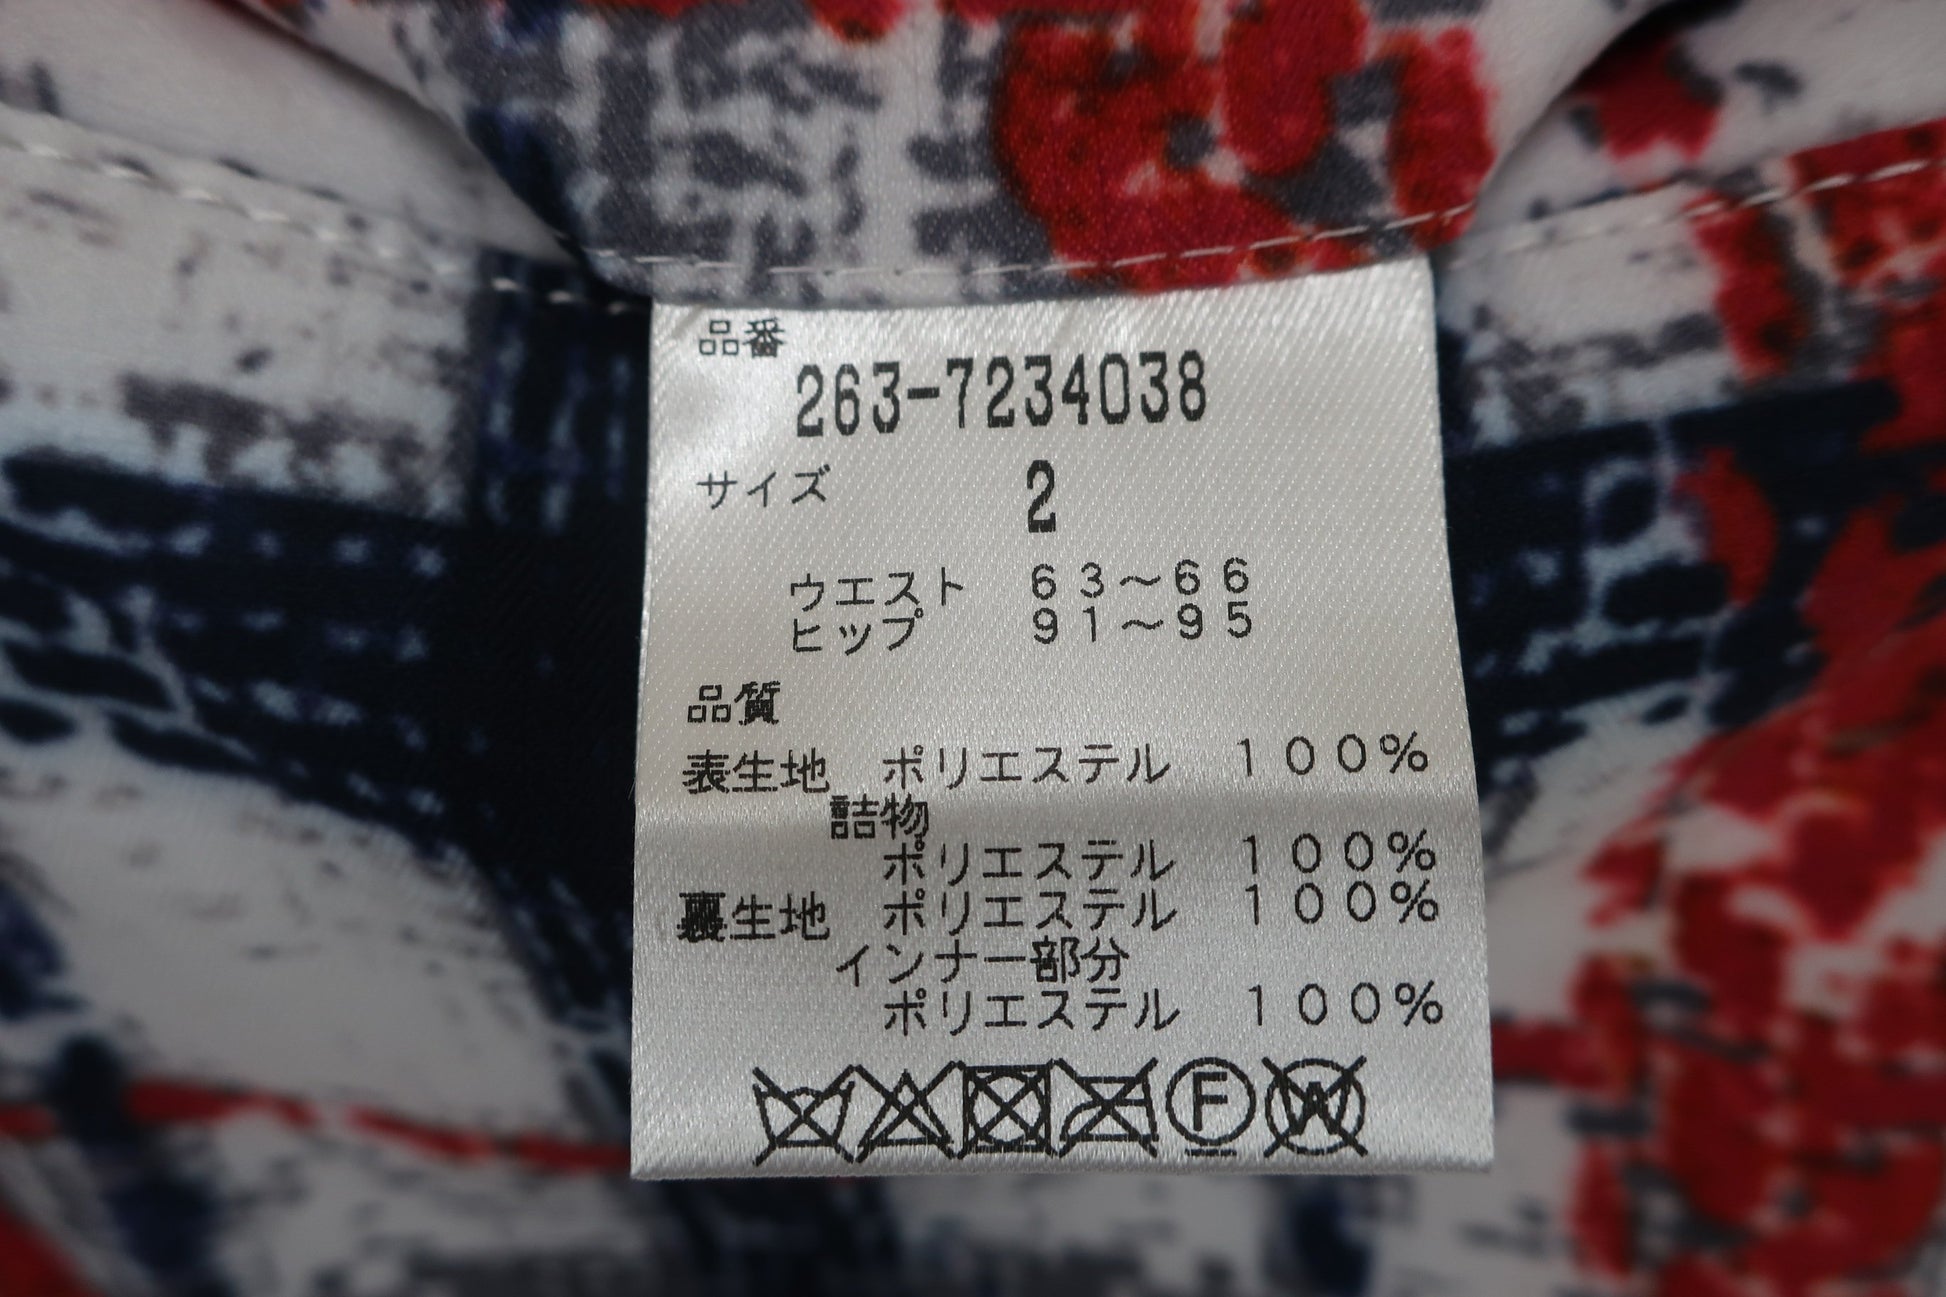 品番
263-7234038
サイズ 2
ウエスト 63～66
ヒップ 91～95
品質
表生地 ポリエステル 100%
詰物
ポリエステル 100%
裏生地 ポリエステル 100%
インナー部分
ポリエステル 100%
F W